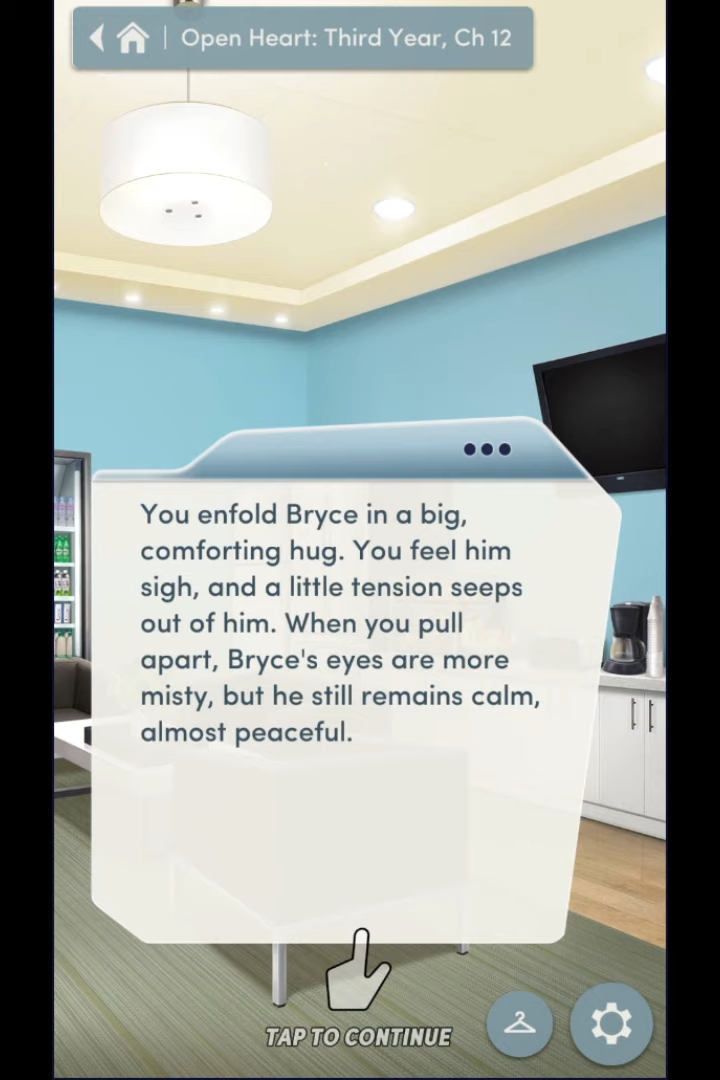 Open Heart: Third Year, Ch 12
You enfold Bryce in a big,
comforting hug. You feel him
sigh, and a little tension seeps
out of him. When you pull
apart, Bryce's eyes are more
misty, but he still remains calm,
almost peaceful.
TAP TO CONTINUE